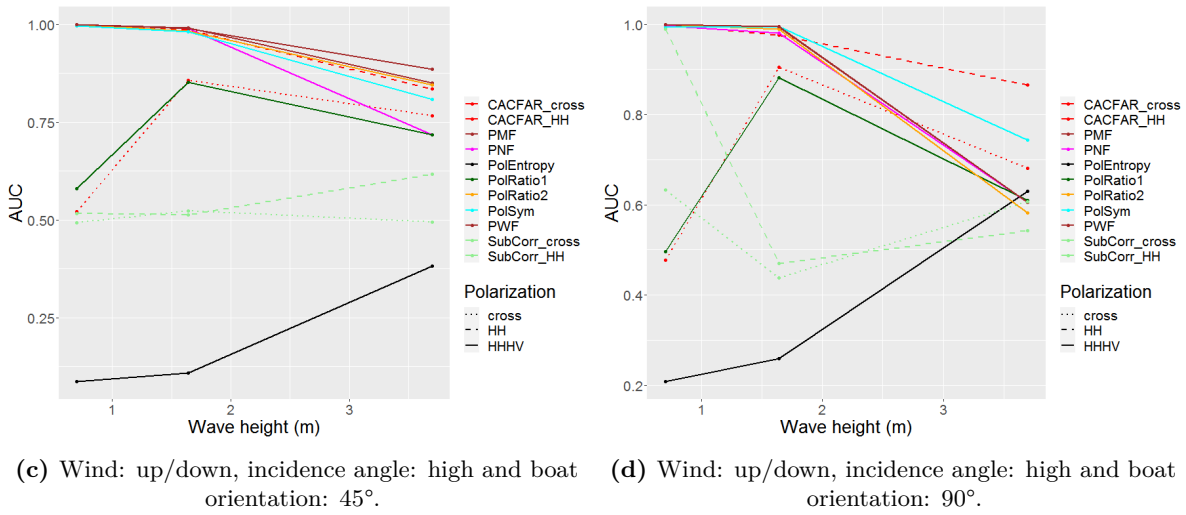 1.00
0.75
0.50
0.25
AUC
1
2
3
Wave height (m)
CACFAR_cross
CACFAR_HH
PMF
PNF
PolEntropy
PolRatio1
PolRatio2
PolSym
PWF
SubCorr_cross
SubCorr_HH
Polarization
cross
HH
HHHV
(c) Wind: up/down, incidence angle: high and boat
orientation: 45°.
1.0
0.8
0.6
0.4
0.2
AUC
1
2
3
Wave height (m)
CACFAR_cross
CACFAR_HH
PMF
PNF
PolEntropy
PolRatio1
PolRatio2
PolSym
PWF
SubCorr_cross
SubCorr_HH
Polarization
cross
HH
HHHV
(d) Wind: up/down, incidence angle: high and boat
orientation: 90°.